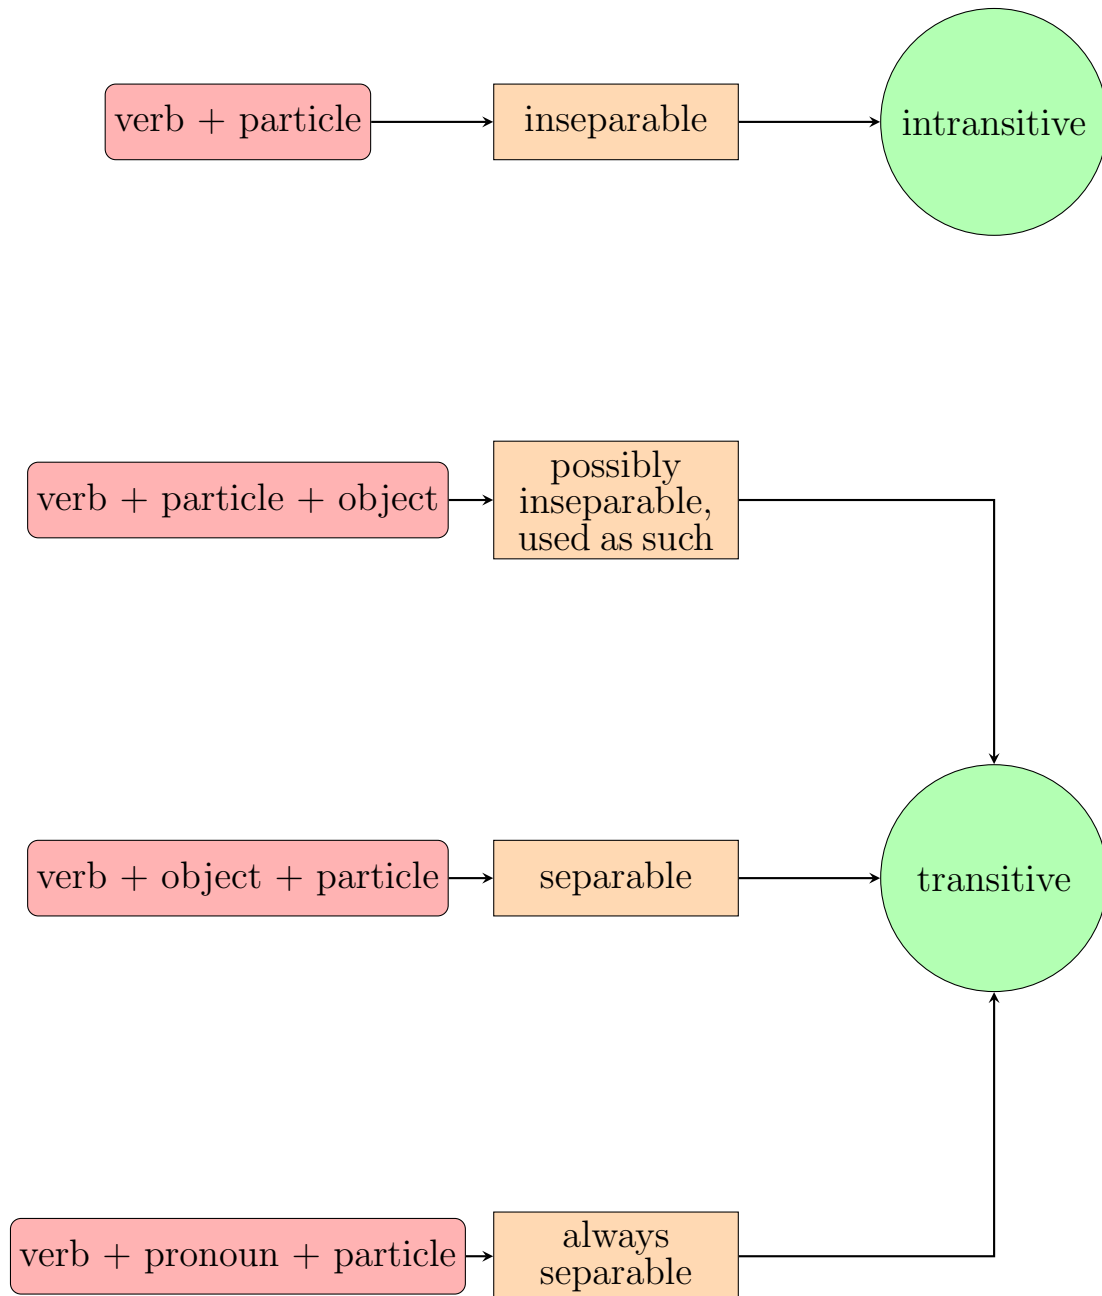 verb + particle
inseparable
intransitive
verb + particle + object
possibly
inseparable,
used as such
verb + object + particle
separable
transitive
verb + pronoun + particle
always
separable